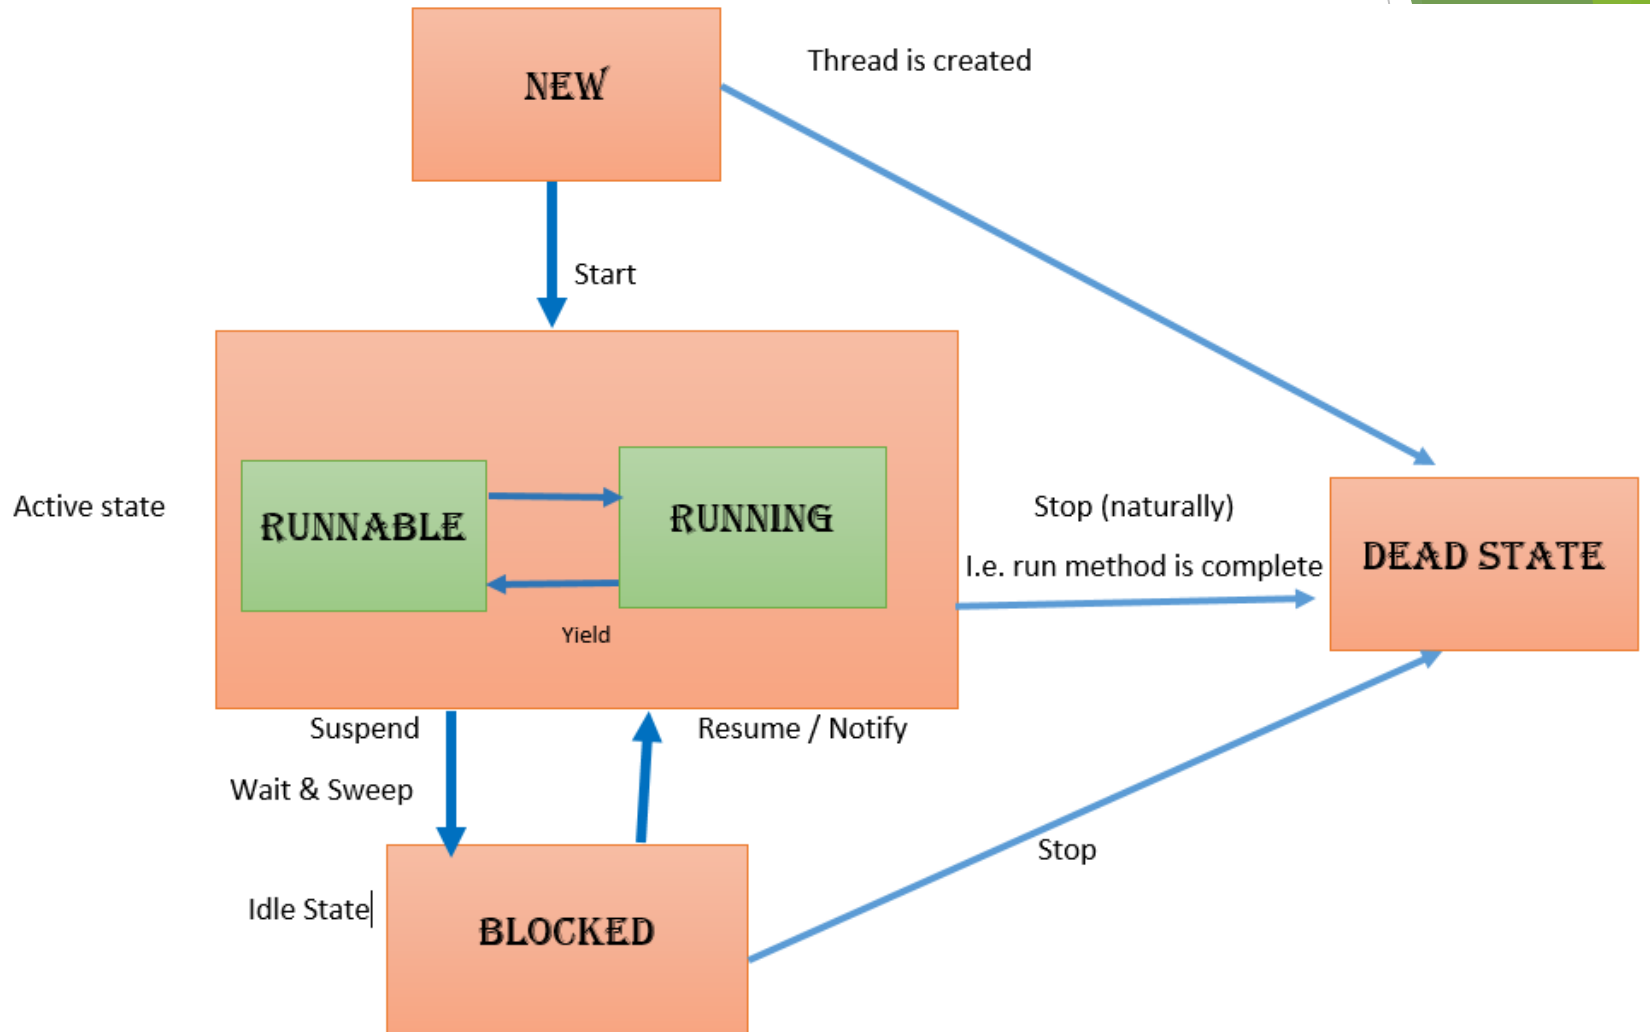 NEW
Thread is created
Start
Active state
RUNNABLE
RUNNING
Yield
Stop (naturally)
I.e. run method is complete
DEAD STATE
Suspend
Resume / Notify
Wait & Sweep
Stop
Idle State
BLOCKED